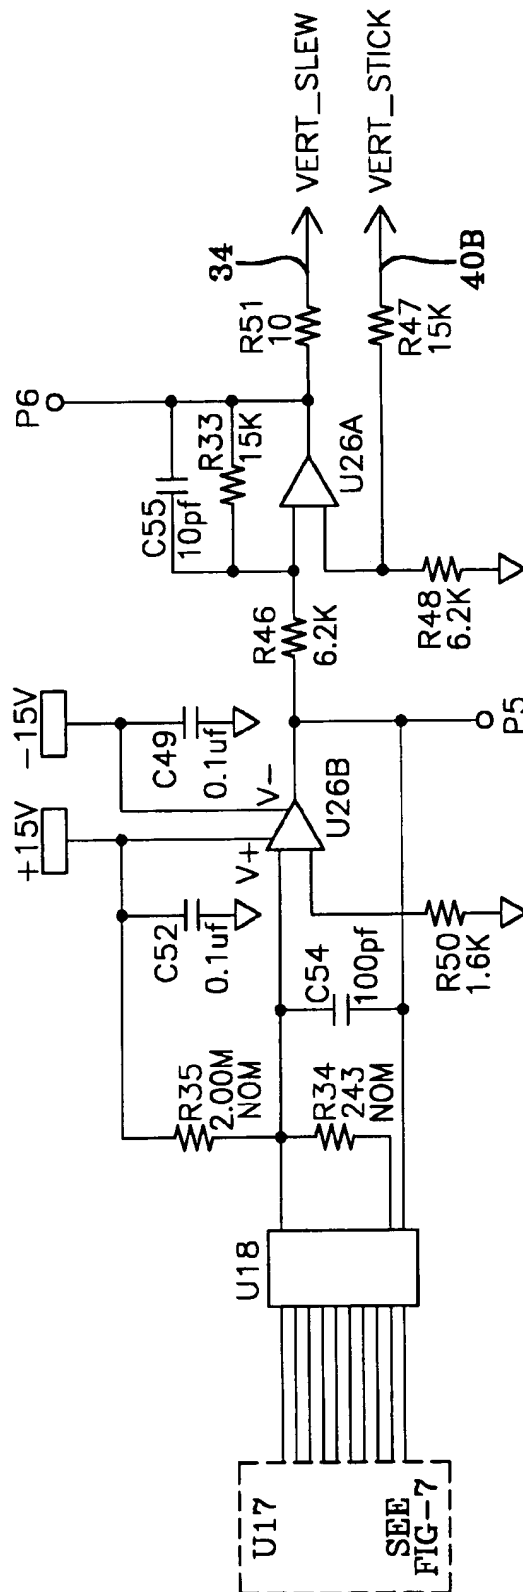 U17
SEE
FIG-7
U18
R35
2.00M
NOM
R34
243
NOM
+15V
-15V
C52
0.1uf
C49
0.1uf
V+
V-
U26B
C54
100pf
R50
1.6K
P5
R46
6.2K
C55
10pf
R33
15K
P6
U26A
R48
6.2K
R51
10
34
VERT_SLEW
R47
15K
40B
VERT_STICK